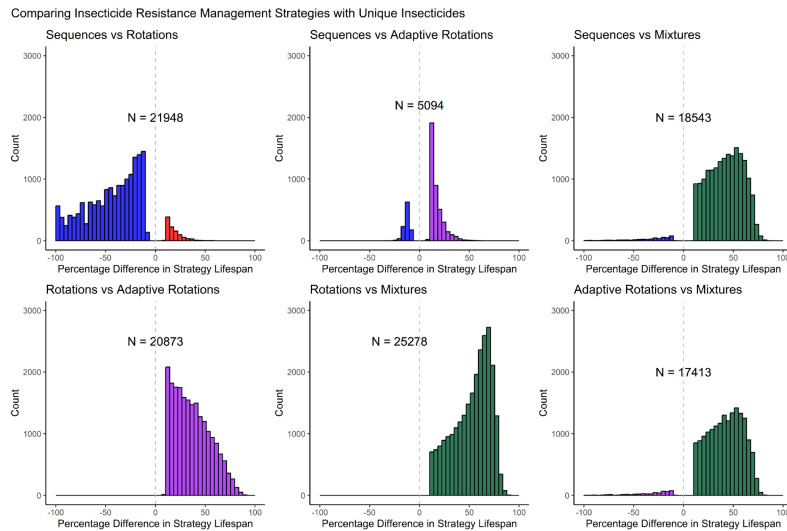 Comparing Insecticide Resistance Management Strategies with Unique Insecticides
Sequences vs Rotations
Sequences vs Adaptive Rotations
Sequences vs Mixtures
3000
2000
1000
0
Count
N = 21948
-100 -50 0 50 100
Percentage Difference in Strategy Lifespan
3000
2000
1000
0
Count
N = 5094
-100 -50 0 50 100
Percentage Difference in Strategy Lifespan
3000
2000
1000
0
Count
N = 18543
-100 -50 0 50 100
Percentage Difference in Strategy Lifespan
Rotations vs Adaptive Rotations
Rotations vs Mixtures
Adaptive Rotations vs Mixtures
3000
2000
1000
0
Count
N = 20873
-100 -50 0 50 100
Percentage Difference in Strategy Lifespan
3000
2000
1000
0
Count
N = 25278
-100 -50 0 50 100
Percentage Difference in Strategy Lifespan
3000
2000
1000
0
Count
N = 17413
-100 -50 0 50 100
Percentage Difference in Strategy Lifespan